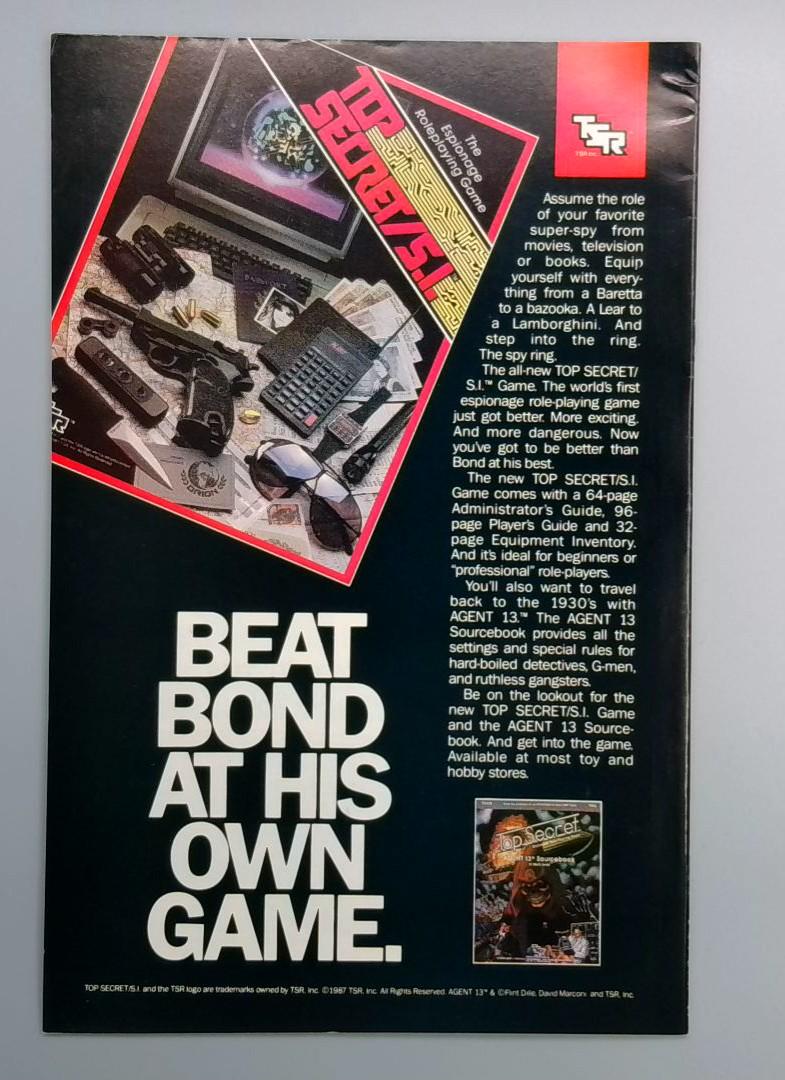 TOP
SECRET/S.I.
The
Espionage
Roleplaying Game
TSR
TSR Inc.
PASSPORT
ORION
Assume the role
of your favorite
super-spy from
movies, television
or books. Equip
yourself with every-
thing from a Baretta
to a bazooka. A Lear to
a Lamborghini. And
step into the ring.
The spy ring.
The all-new TOP SECRET/
S.I.™ Game. The world's first
espionage role-playing game
just got better. More exciting.
And more dangerous. Now
you've got to be better than
Bond at his best.
The new TOP SECRET/S.I.
Game comes with a 64-page
Administrator's Guide, 96-
page Player's Guide and 32-
page Equipment Inventory.
And it's ideal for beginners or
"professional" role-players.
You'll also want to travel
back to the 1930's with
AGENT 13.™ The AGENT 13
Sourcebook provides all the
settings and special rules for
hard-boiled detectives, G-men,
and ruthless gangsters.
Be on the lookout for the
new TOP SECRET/S.I. Game
and the AGENT 13 Source-
book. And get into the game.
Available at most toy and
hobby stores.
BEAT
BOND
AT HIS
OWN
GAME.
Top Secret
AGENT 13™ Sourcebook
TOP SECRET/S.I. and the TSR logo are trademarks owned by TSR, Inc. ©1987 TSR, Inc. All Rights Reserved. AGENT 13™ & ©Flint Dille, David Marconi and TSR, Inc.